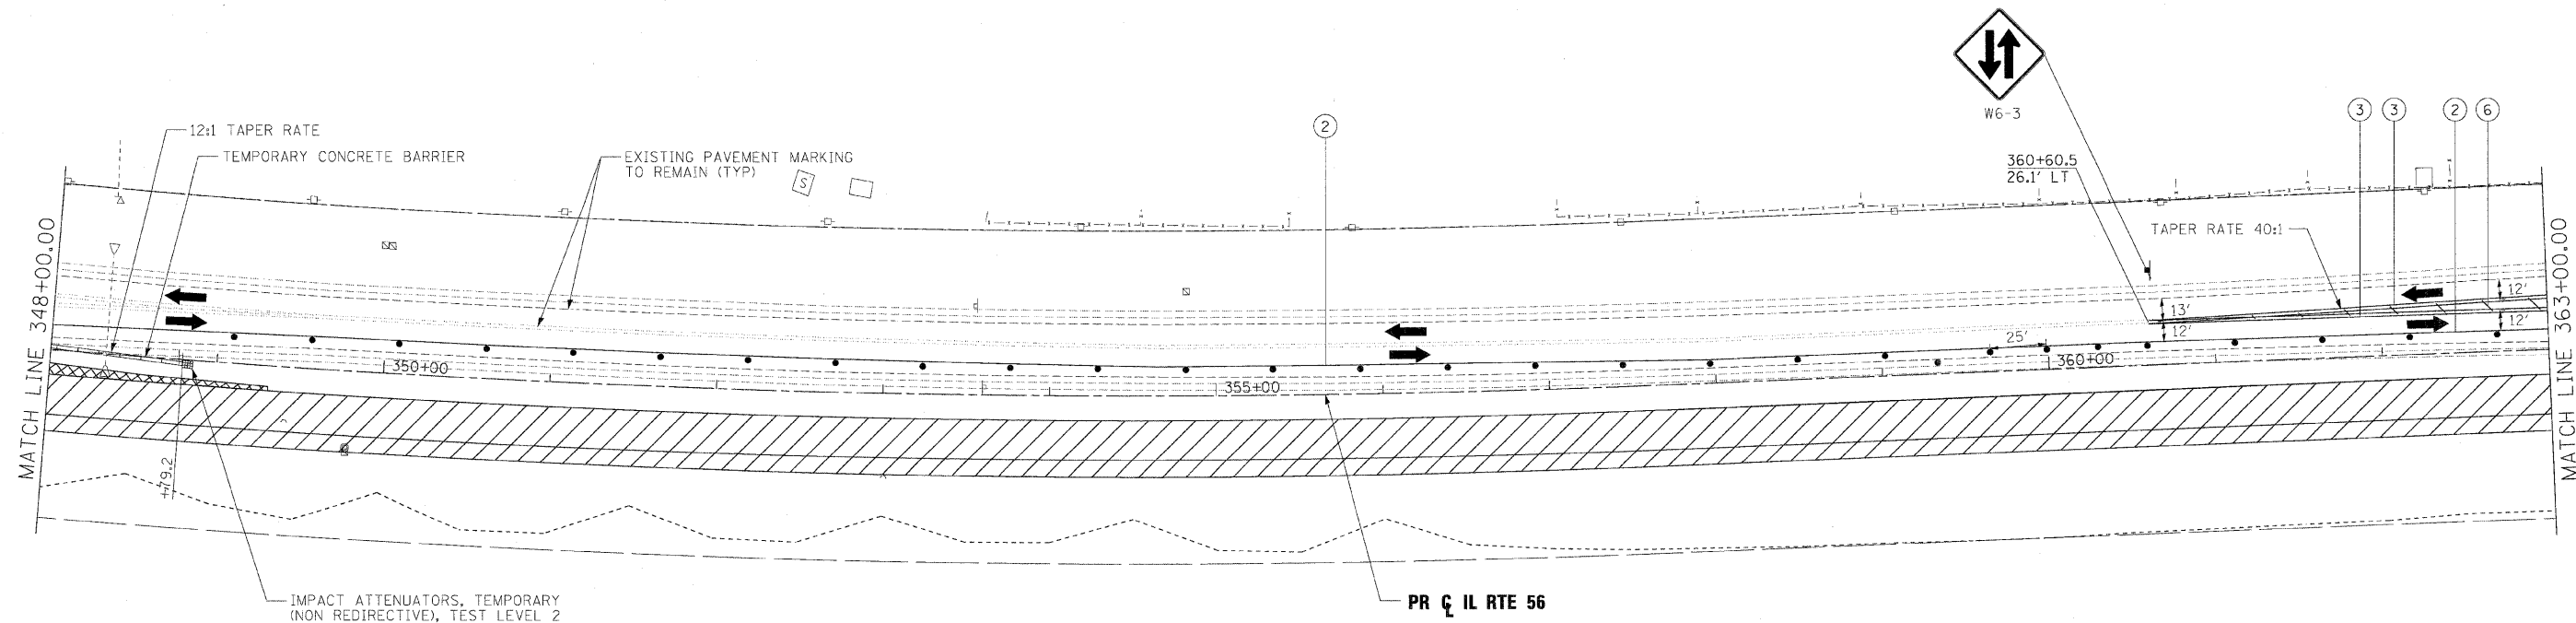 W6-3
3
3
2
6
2
12:1 TAPER RATE
TEMPORARY CONCRETE BARRIER
EXISTING PAVEMENT MARKING
TO REMAIN (TYP)
S
360+60.5
26.1' LT
TAPER RATE 40:1
MATCH LINE 348+00.00
MATCH LINE 363+00.00
13'
12'
12'
12'
25'
350+00
355+00
360+00
+79.2
IMPACT ATTENUATORS, TEMPORARY
(NON REDIRECTIVE), TEST LEVEL 2
PR ℄ IL RTE 56